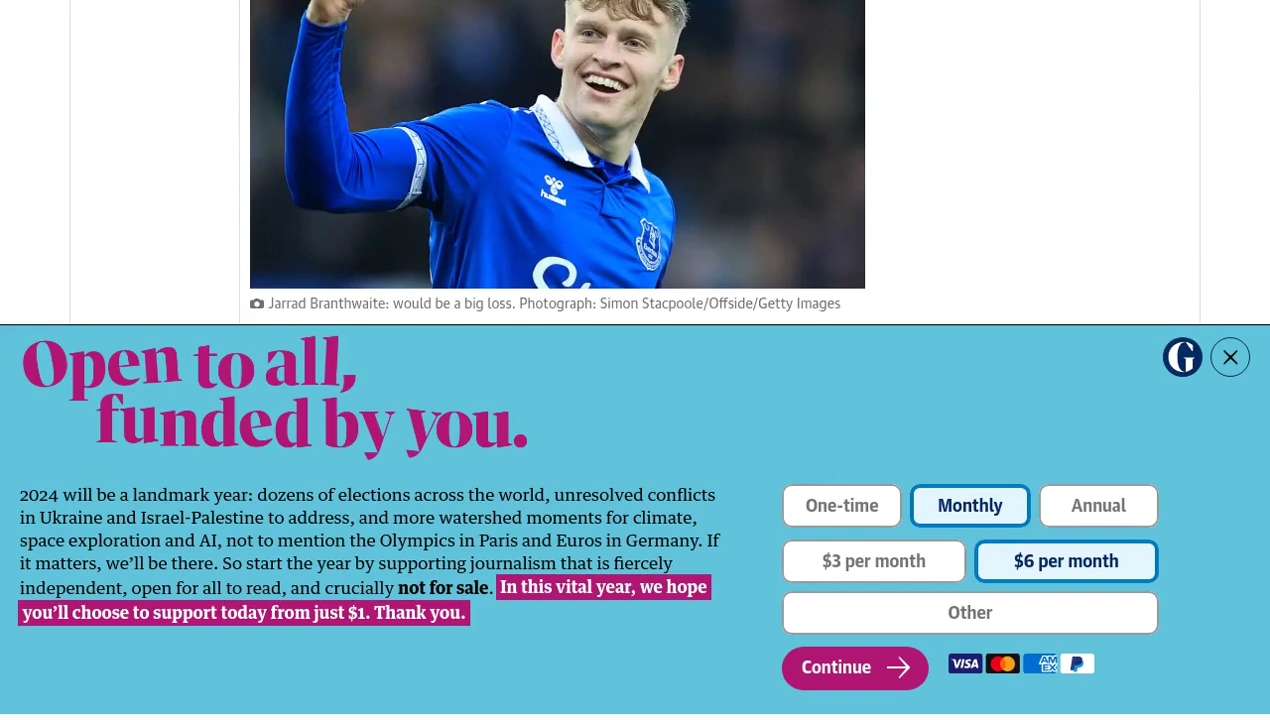 hummel
Everton
Jarrad Branthwaite: would be a big loss. Photograph: Simon Stacpoole/Offside/Getty Images
Open to all,
funded by you.
G
2024 will be a landmark year: dozens of elections across the world, unresolved conflicts
in Ukraine and Israel-Palestine to address, and more watershed moments for climate,
space exploration and AI, not to mention the Olympics in Paris and Euros in Germany. If
it matters, we’ll be there. So start the year by supporting journalism that is fiercely
independent, open for all to read, and crucially not for sale. In this vital year, we hope
you’ll choose to support today from just $1. Thank you.
One-time Monthly Annual
$3 per month $6 per month
Other
Continue
VISA AMEX P